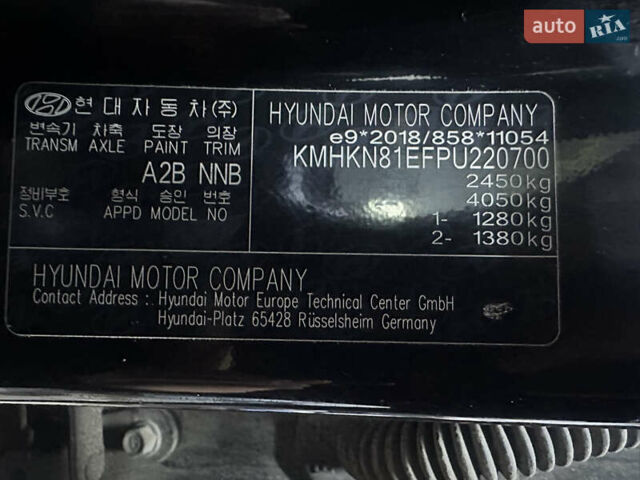 auto RIA .com
현대자동차(주)
변속기 차축 도장 의장
TRANSM AXLE PAINT TRIM
A2B NNB
정비부호 형식 승인 번호
S.V.C APPD MODEL NO
HYUNDAI MOTOR COMPANY
e9*2018/858*11054
KMHKN81EFPU220700
2450kg
4050kg
1- 1280kg
2- 1380kg
HYUNDAI MOTOR COMPANY
Contact Address : Hyundai Motor Europe Technical Center GmbH
Hyundai-Platz 65428 Rüsselsheim Germany